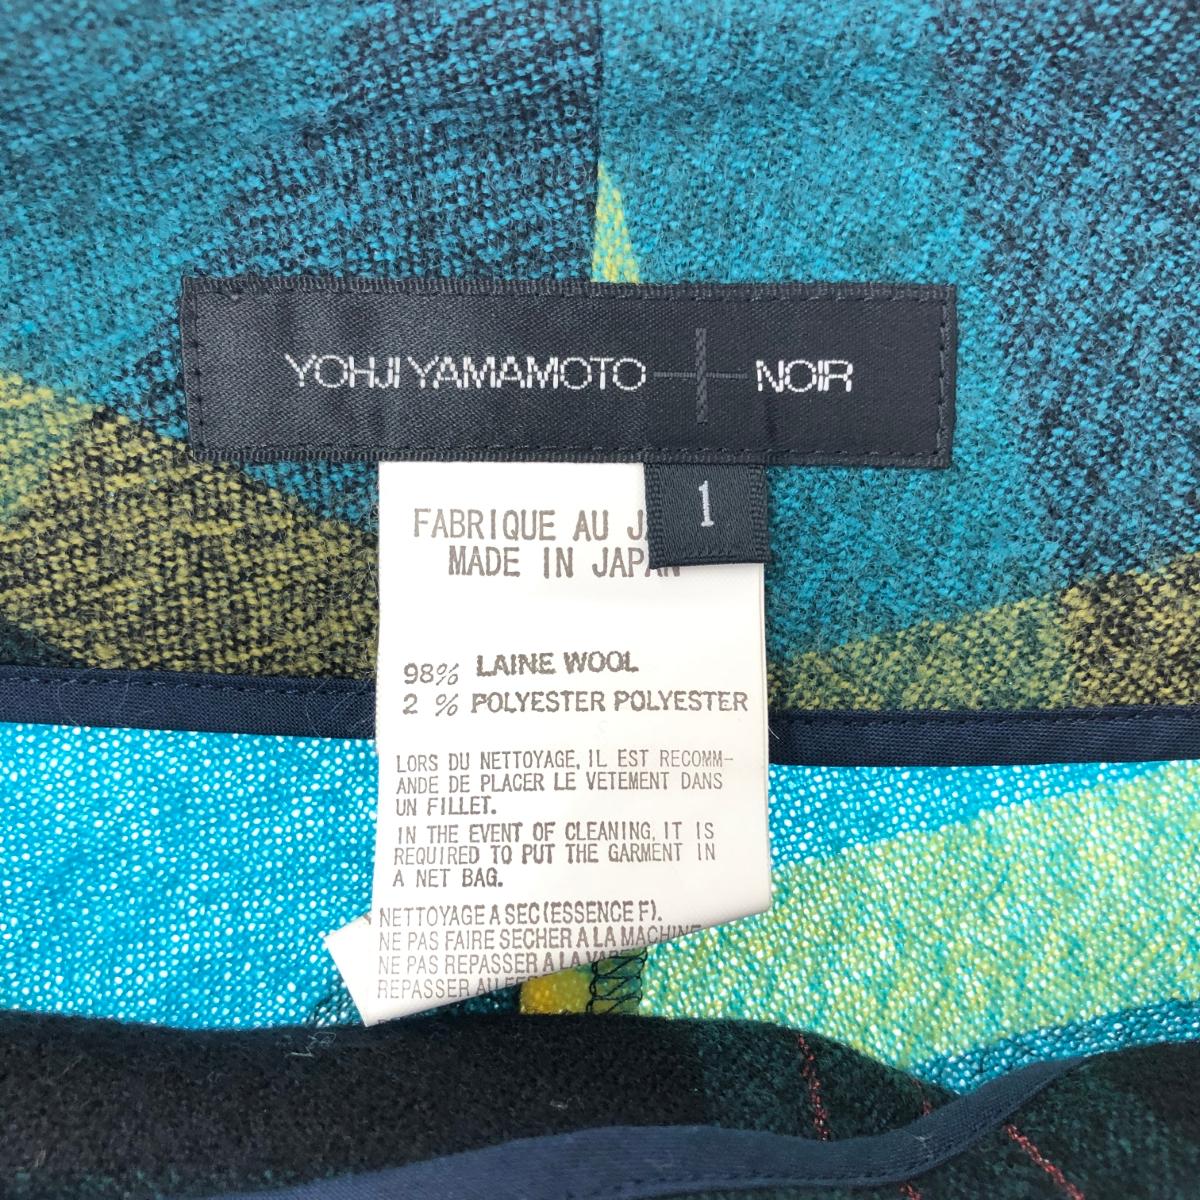 YOHJI YAMAMOTO NOIR
1
FABRIQUE AU
MADE IN JAPAN
98% LAINE WOOL
2 % POLYESTER POLYESTER
LORS DU NETTOYAGE, IL EST RECOMM-
ANDE DE PLACER LE VETEMENT DANS
UN FILLET.
IN THE EVENT OF CLEANING, IT IS
REQUIRED TO PUT THE GARMENT IN
A NET BAG.
NETTOYAGE A SEC (ESSENCE F).
NE PAS FAIRE SECHER A LA MACHINE
NE PAS REPASSER A LA
REPASSER AU